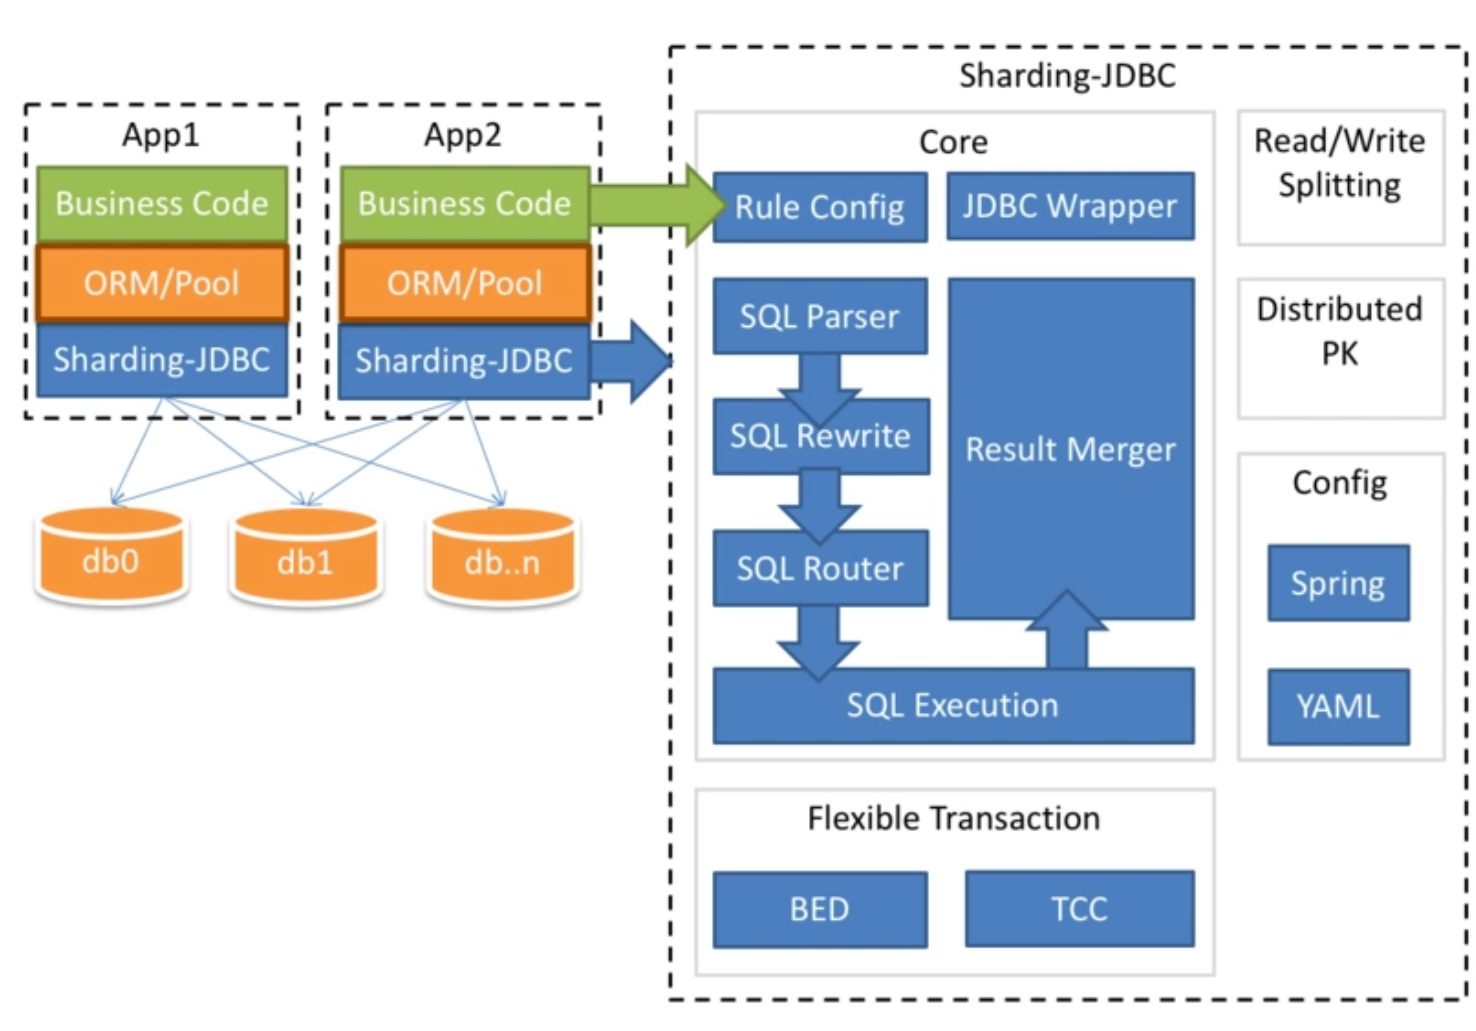 App1
Business Code
ORM/Pool
Sharding-JDBC
App2
Business Code
ORM/Pool
Sharding-JDBC
db0
db1
db..n
Sharding-JDBC
Core
Rule Config
JDBC Wrapper
SQL Parser
SQL Rewrite
SQL Router
Result Merger
SQL Execution
Read/Write
Splitting
Distributed
PK
Config
Spring
YAML
Flexible Transaction
BED
TCC